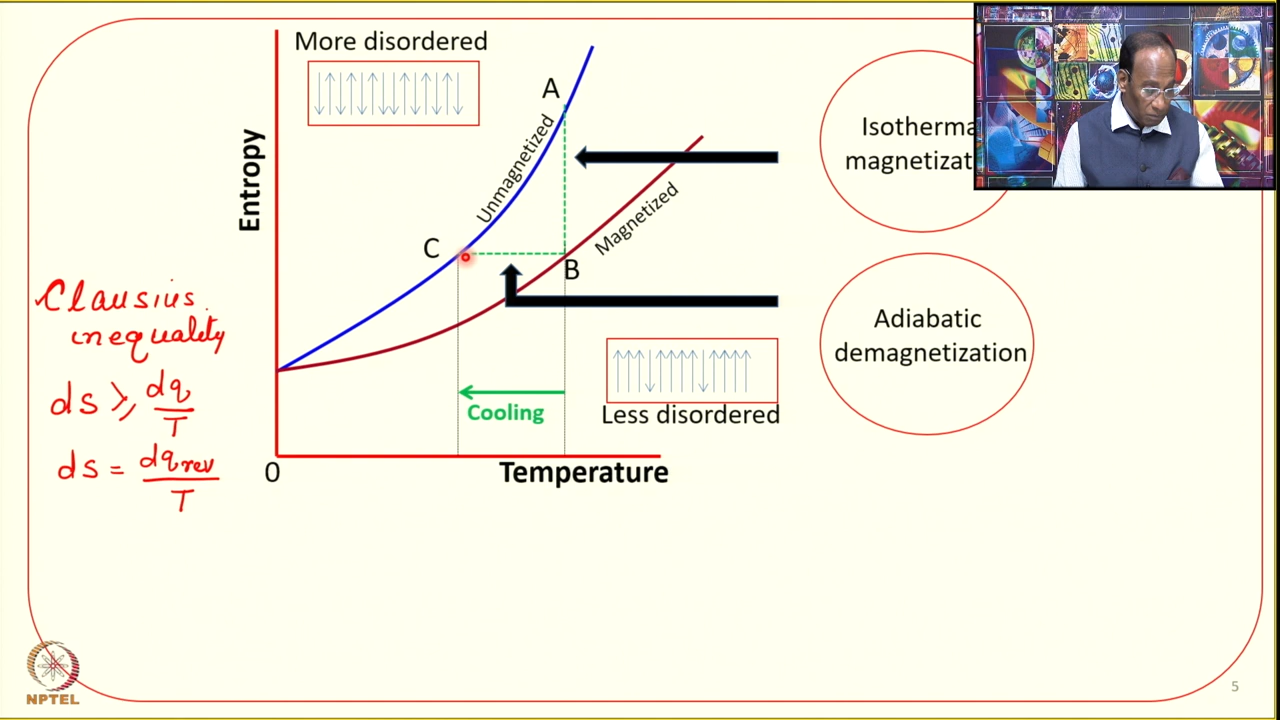 More disordered
A
Isotherma
magnetizat
Unmagnetized
Magnetized
Entropy
C
B
Clausius
inequality
ds ⩾ dq/T
ds = dqrev/T
Adiabatic
demagnetization
Cooling
Less disordered
0
Temperature
NPTEL
5